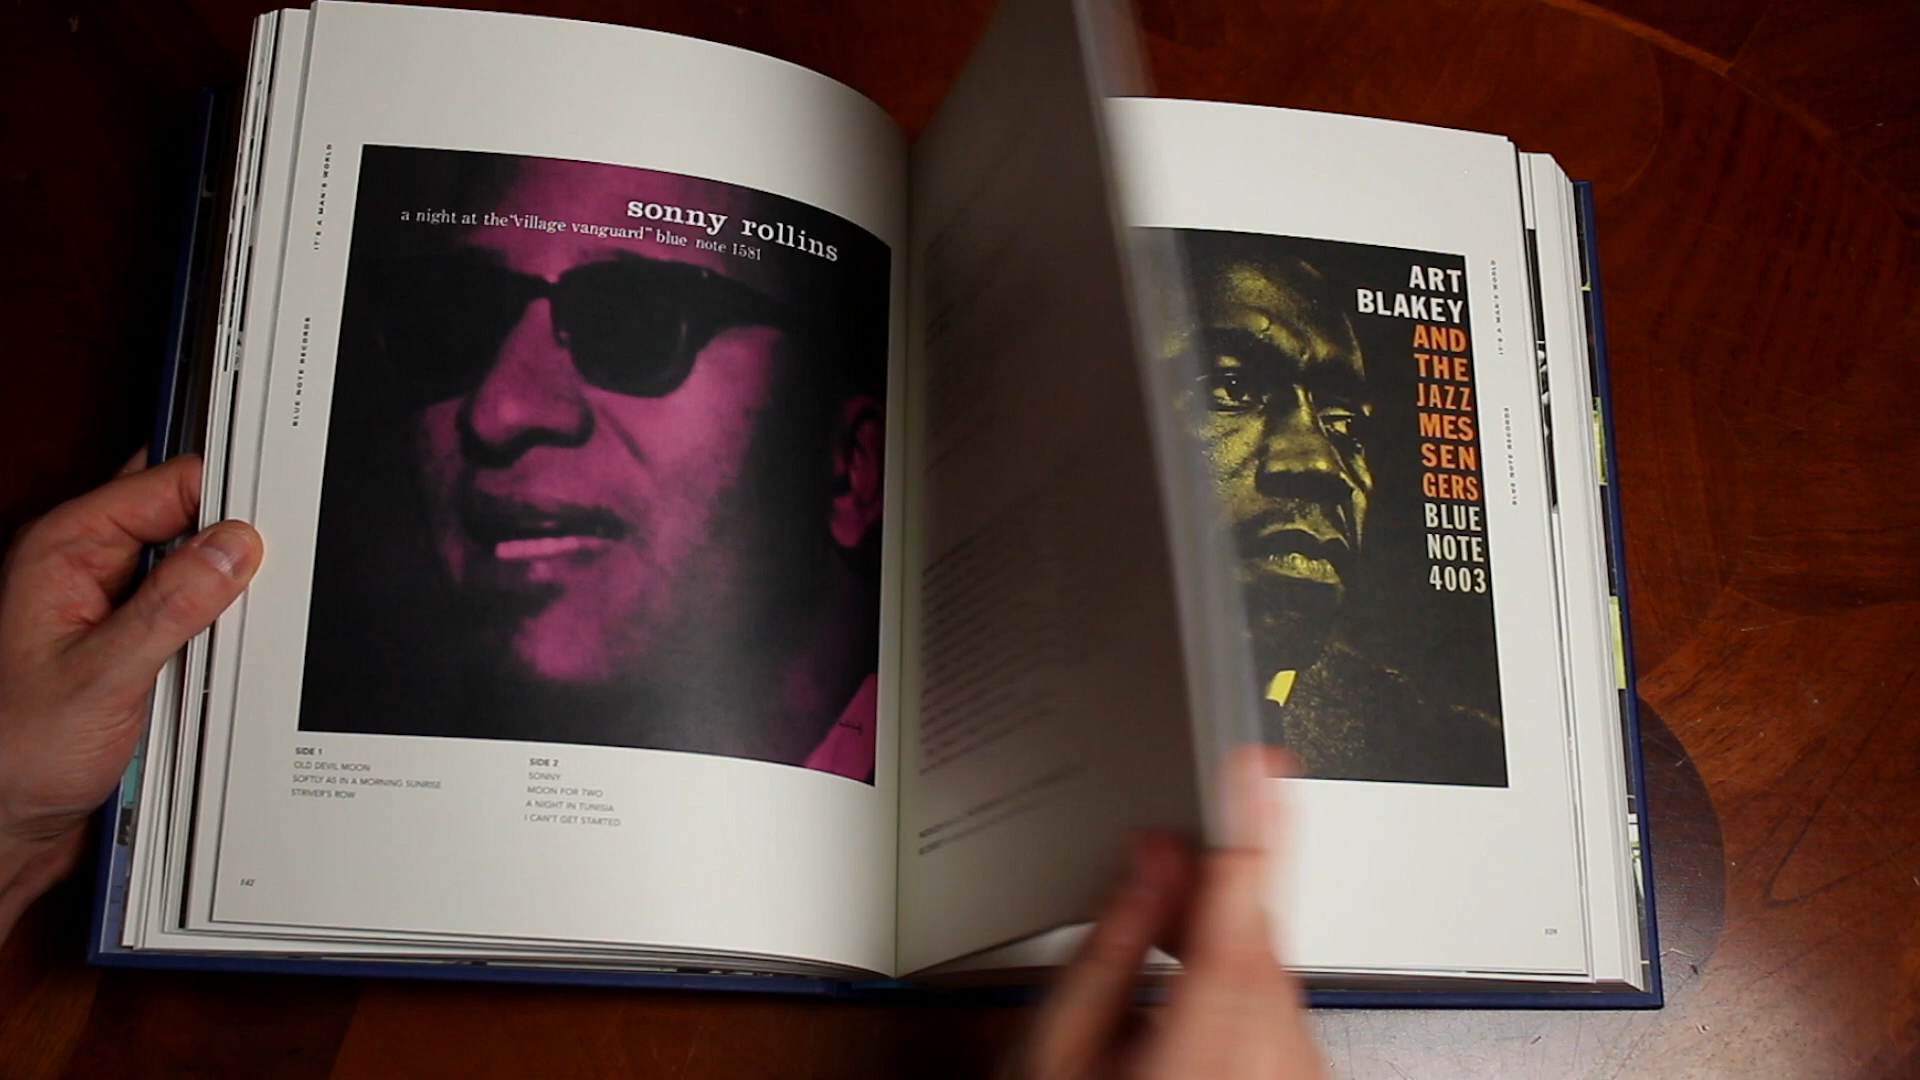 IT'S A MAN'S WORLD
BLUE NOTE RECORDS
sonny rollins
a night at the "village vanguard" blue note 1581
SIDE 1
OLD DEVIL MOON
SOFTLY AS IN A MORNING SUNRISE
STRIVER'S ROW
SIDE 2
SONNY
MOON FOR TWO
A NIGHT IN TUNISIA
I CAN'T GET STARTED
142
ART
BLAKEY
AND
THE
JAZZ
MES
SEN
GERS
BLUE
NOTE
4003
IT'S A MAN'S WORLD
BLUE NOTE RECORDS